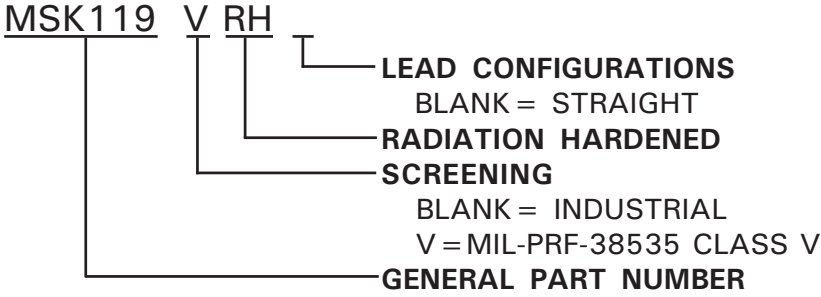 MSK119 V RH _
LEAD CONFIGURATIONS
BLANK = STRAIGHT
RADIATION HARDENED
SCREENING
BLANK = INDUSTRIAL
V=MIL-PRF-38535 CLASS V
GENERAL PART NUMBER